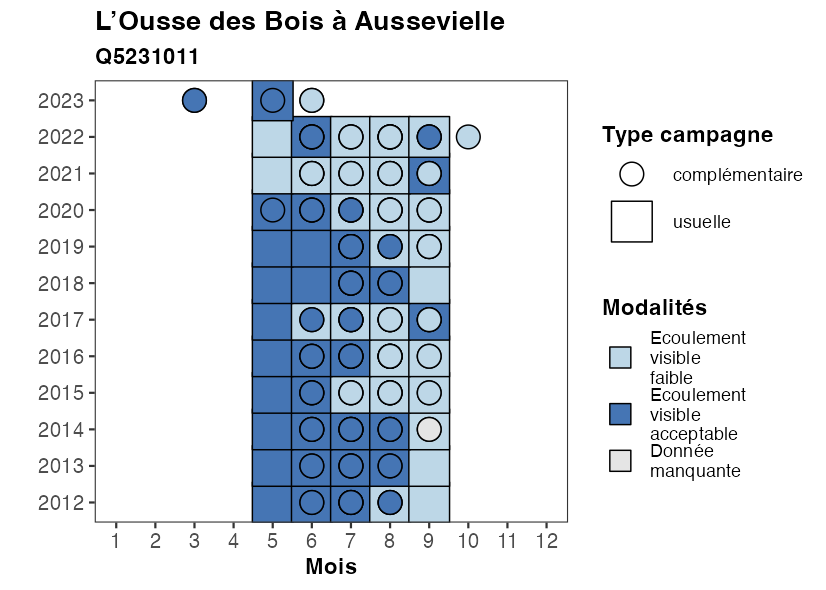 L’Ousse des Bois à Aussevielle
Q5231011
2023
2022
2021
2020
2019
2018
2017
2016
2015
2014
2013
2012
1 2 3 4 5 6 7 8 9 10 11 12
Mois
Type campagne
complémentaire
usuelle
Modalités
Ecoulement
visible
faible
Ecoulement
visible
acceptable
Donnée
manquante